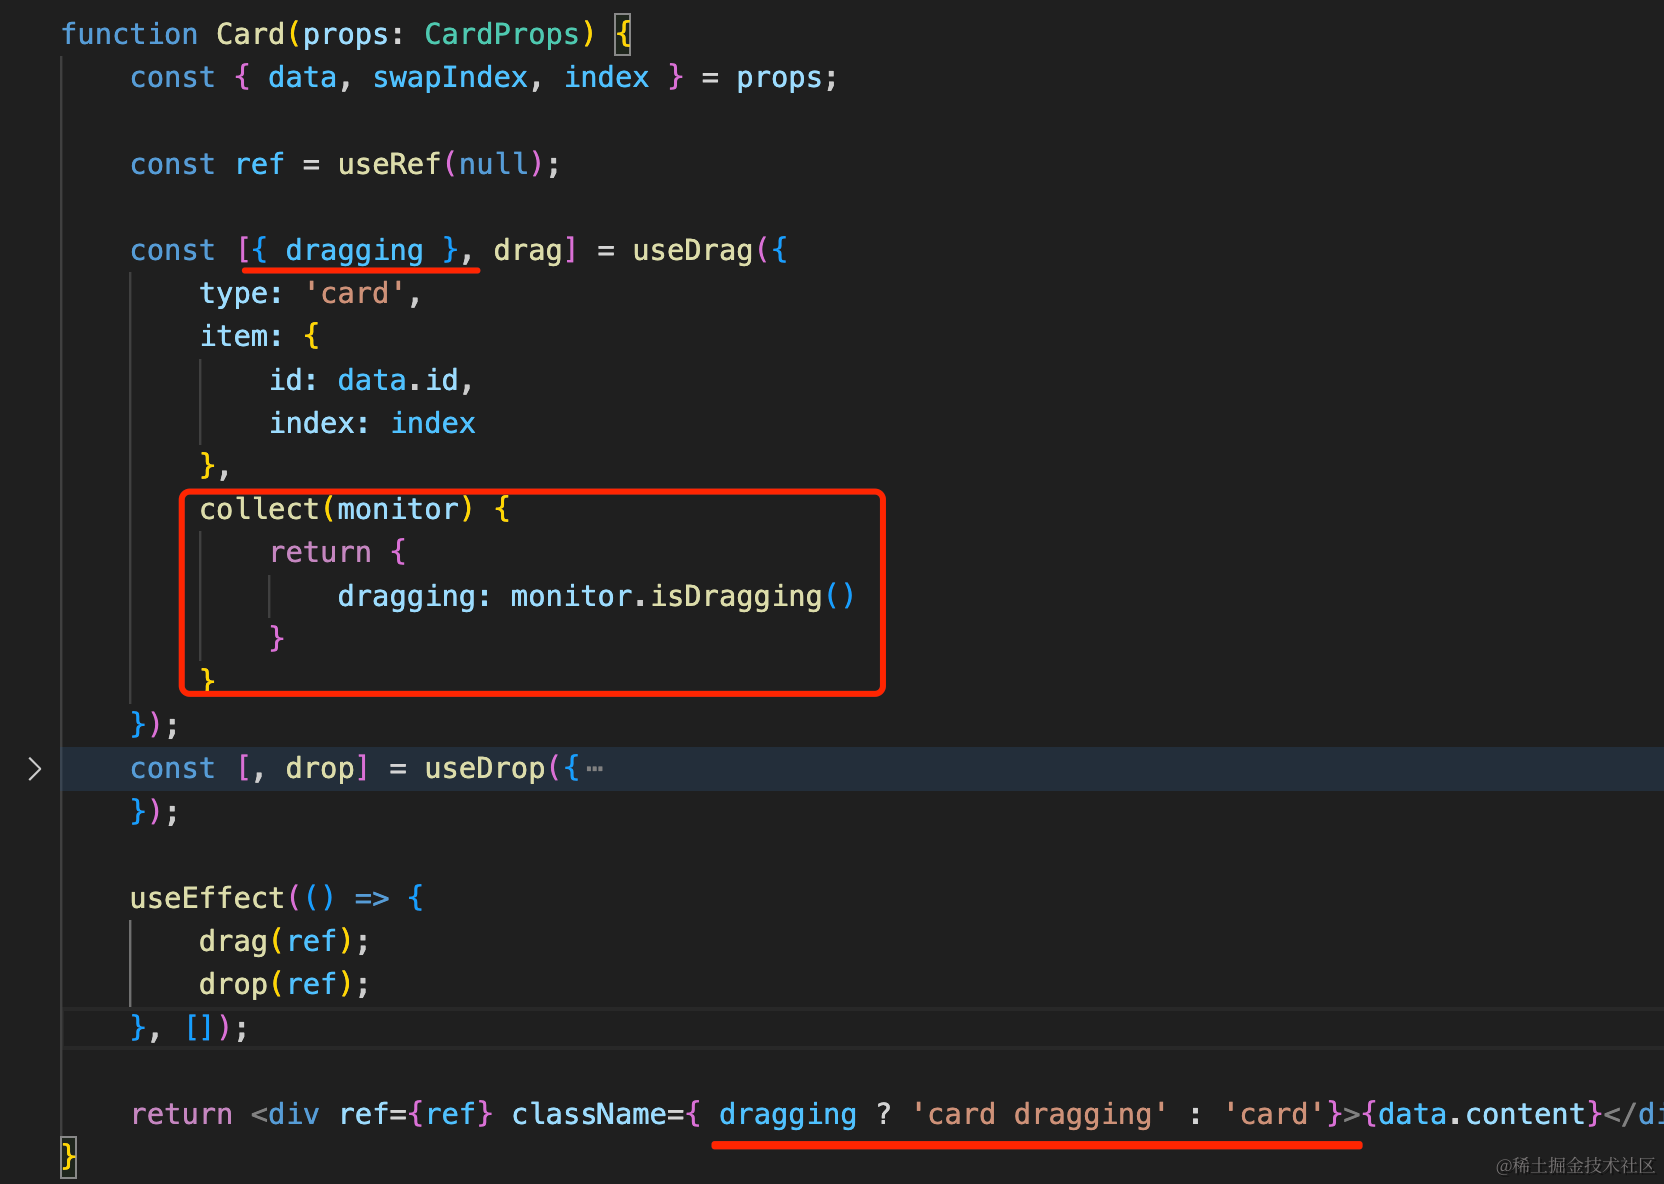 function Card(props: CardProps) {
    const { data, swapIndex, index } = props;
    const ref = useRef(null);
    const [{ dragging }, drag] = useDrag({
        type: 'card',
        item: {
            id: data.id,
            index: index
        },
        collect(monitor) {
            return {
                dragging: monitor.isDragging()
            }
        }
    });
    const [, drop] = useDrop({⋯
    });
    useEffect(() => {
        drag(ref);
        drop(ref);
    }, []);
    return <div ref={ref} className={ dragging ? 'card dragging' : 'card'}>{data.content}</di
}
@稀土掘金技术社区